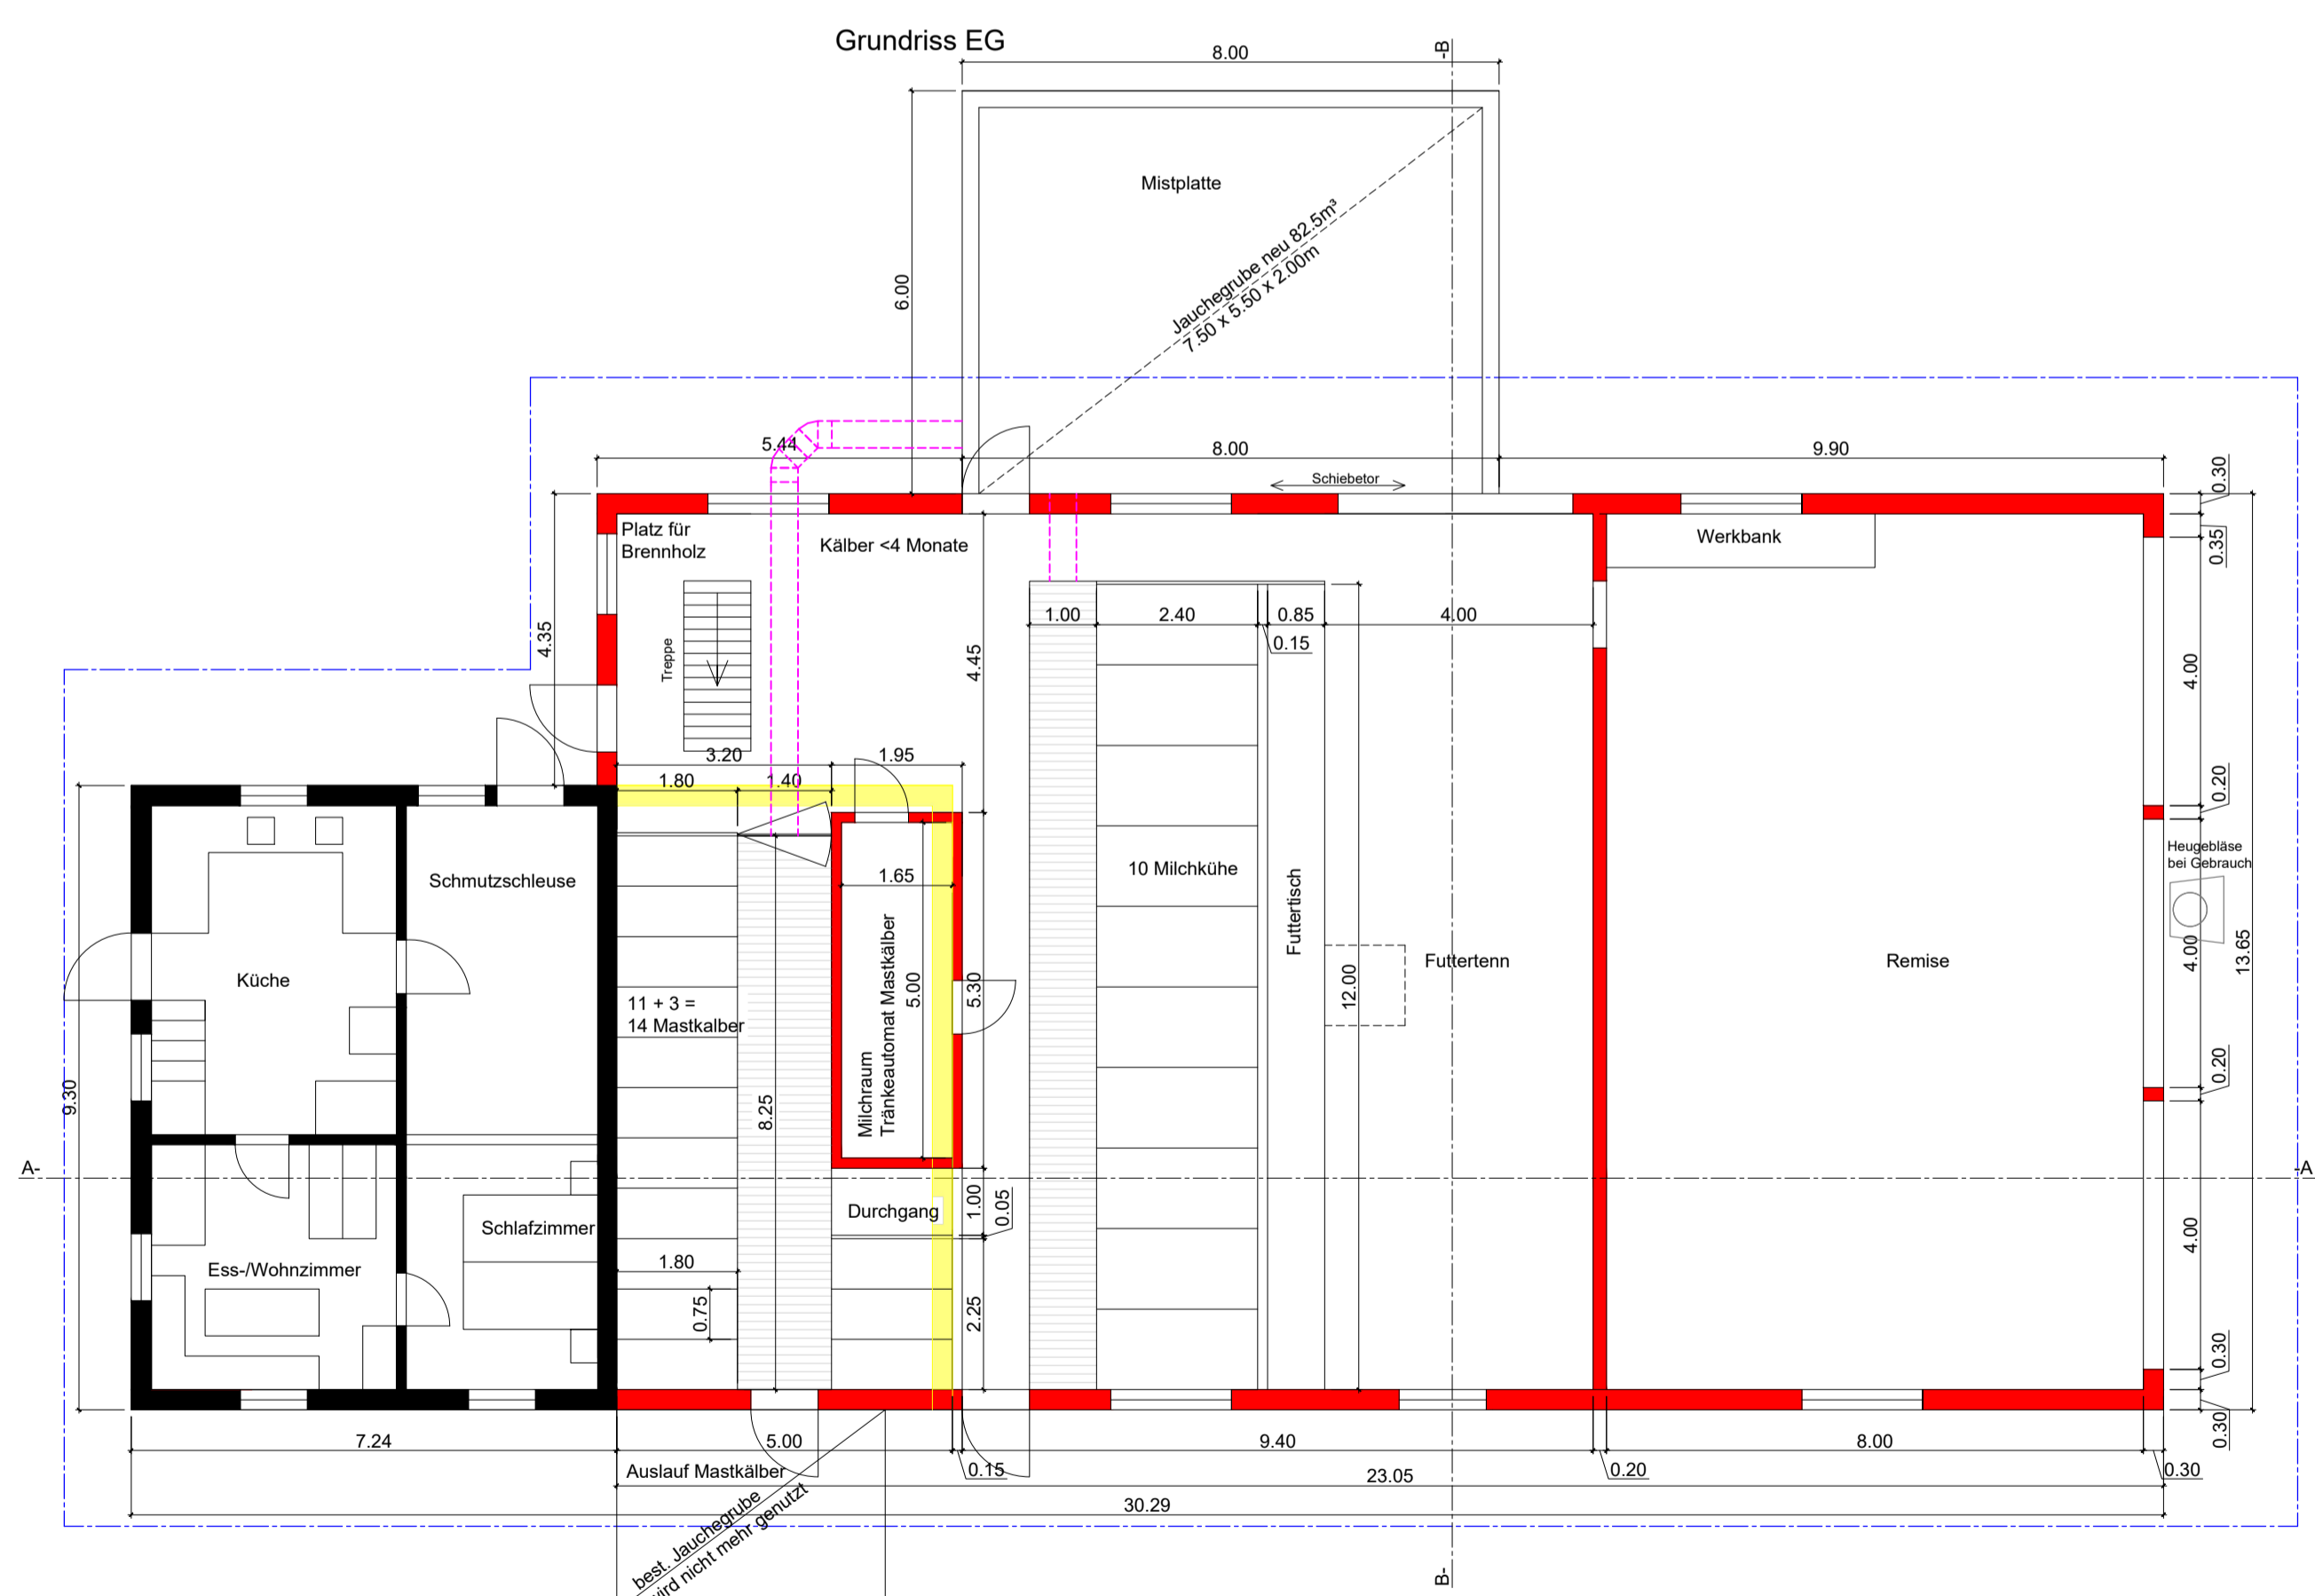 Grundriss EG
8.00
-B
6.00
Mistplatte
Jauchegrube neu 82.5m³
7.50 x 5.50 x 2.00m
5.44
8.00
9.90
Schiebetor
0.30
0.35
Platz für
Brennholz
Kälber <4 Monate
Werkbank
4.35
Treppe
4.45
1.00
2.40
0.85
4.00
0.15
4.00
3.20
1.95
1.80
1.40
0.20
Schmutzschleuse
10 Milchkühe
Heugebläse
bei Gebrauch
1.65
Küche
Milchraum
Tränkeautomat Mastkälber
5.00
5.30
Futtertisch
12.00
Futtertenn
Remise
4.00
13.65
11 + 3 =
14 Mastkalber
9.30
8.25
0.20
A-
-A
Schlafzimmer
Durchgang
1.00
0.05
4.00
Ess-/Wohnzimmer
1.80
0.75
2.25
0.30
0.30
7.24
5.00
9.40
8.00
Auslauf Mastkälber
0.15
23.05
0.20
0.30
30.29
best. Jauchegrube
wird nicht mehr genutzt
B-